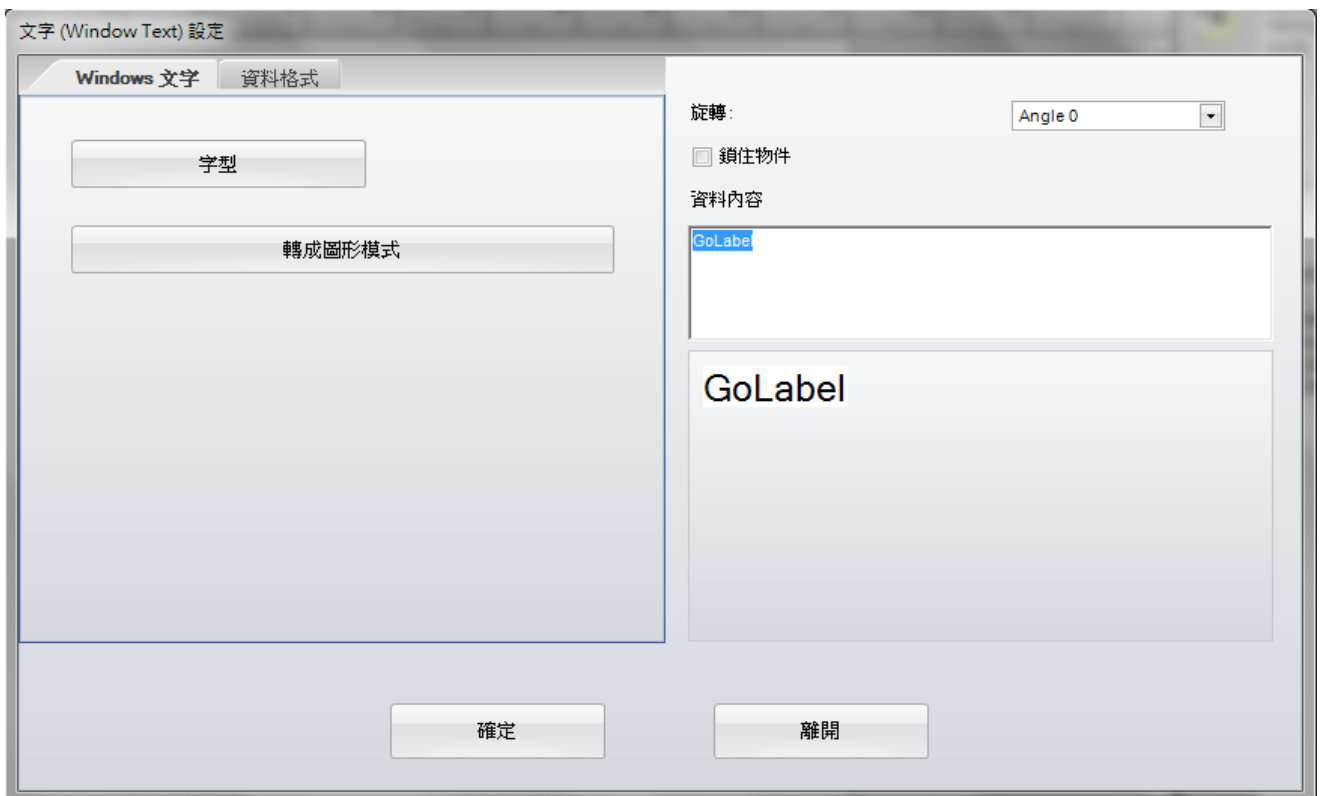 文字 (Window Text) 設定
Windows 文字
資料格式
字型
轉成圖形模式
旋轉:
Angle 0
鎖住物件
資料內容
GoLabel
GoLabel
確定
離開